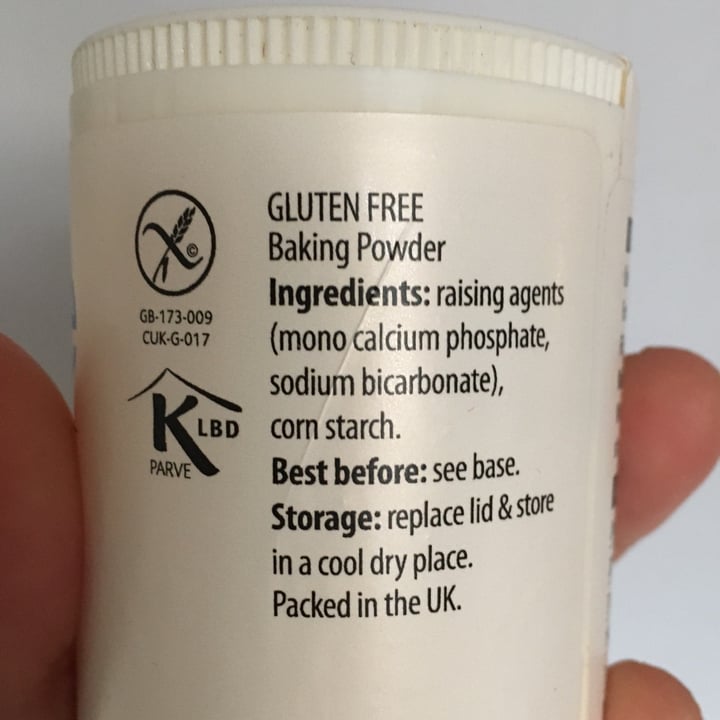 GLUTEN FREE
Baking Powder
Ingredients: raising agents
(mono calcium phosphate,
sodium bicarbonate),
corn starch.
Best before: see base.
Storage: replace lid & store
in a cool dry place.
Packed in the UK.
©
GB-173-009
CUK-G-017
K LBD
PARVE